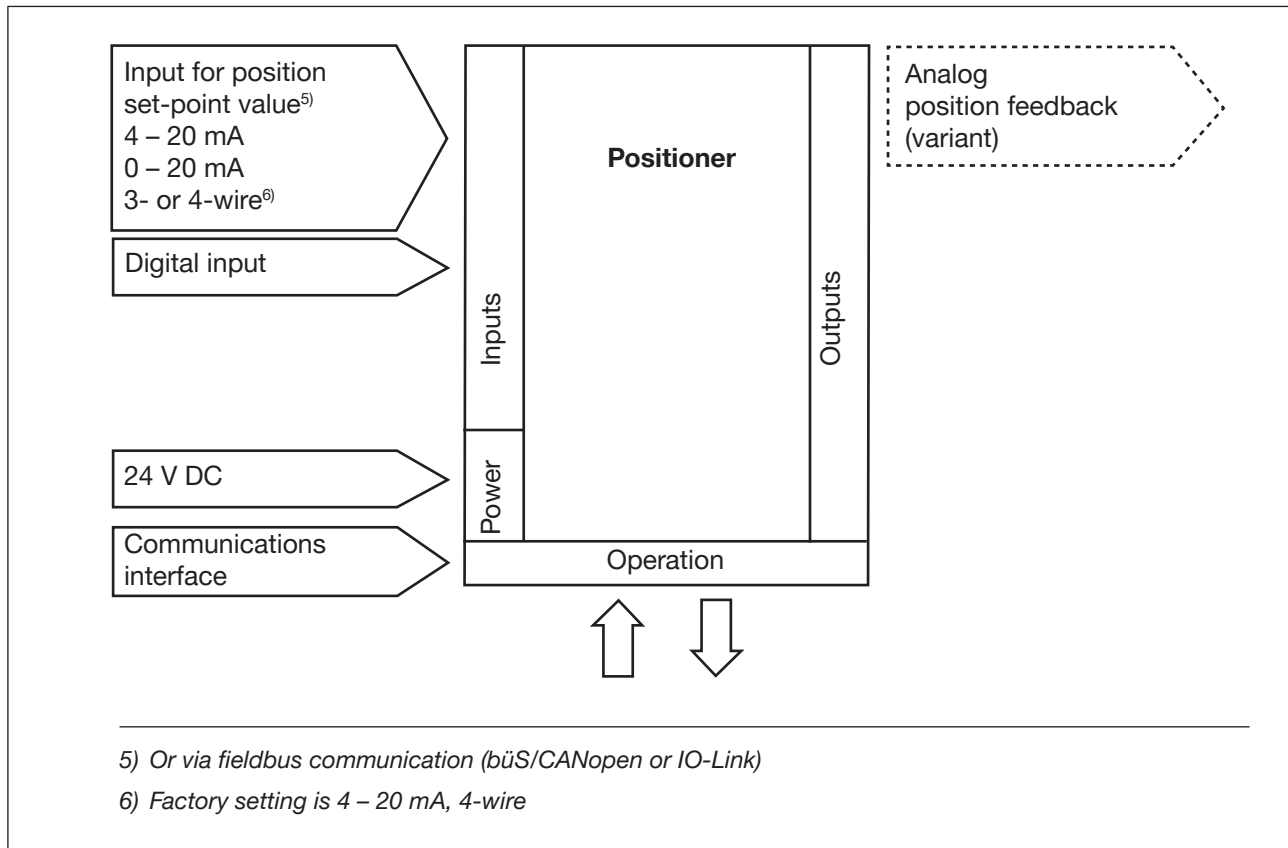 Input for position
set-point value5)
4 – 20 mA
0 – 20 mA
3- or 4-wire6)
Digital input
24 V DC
Communications
interface
Inputs
Power
Positioner
Outputs
Operation
Analog
position feedback
(variant)
5) Or via fieldbus communication (büS/CANopen or IO-Link)
6) Factory setting is 4 – 20 mA, 4-wire